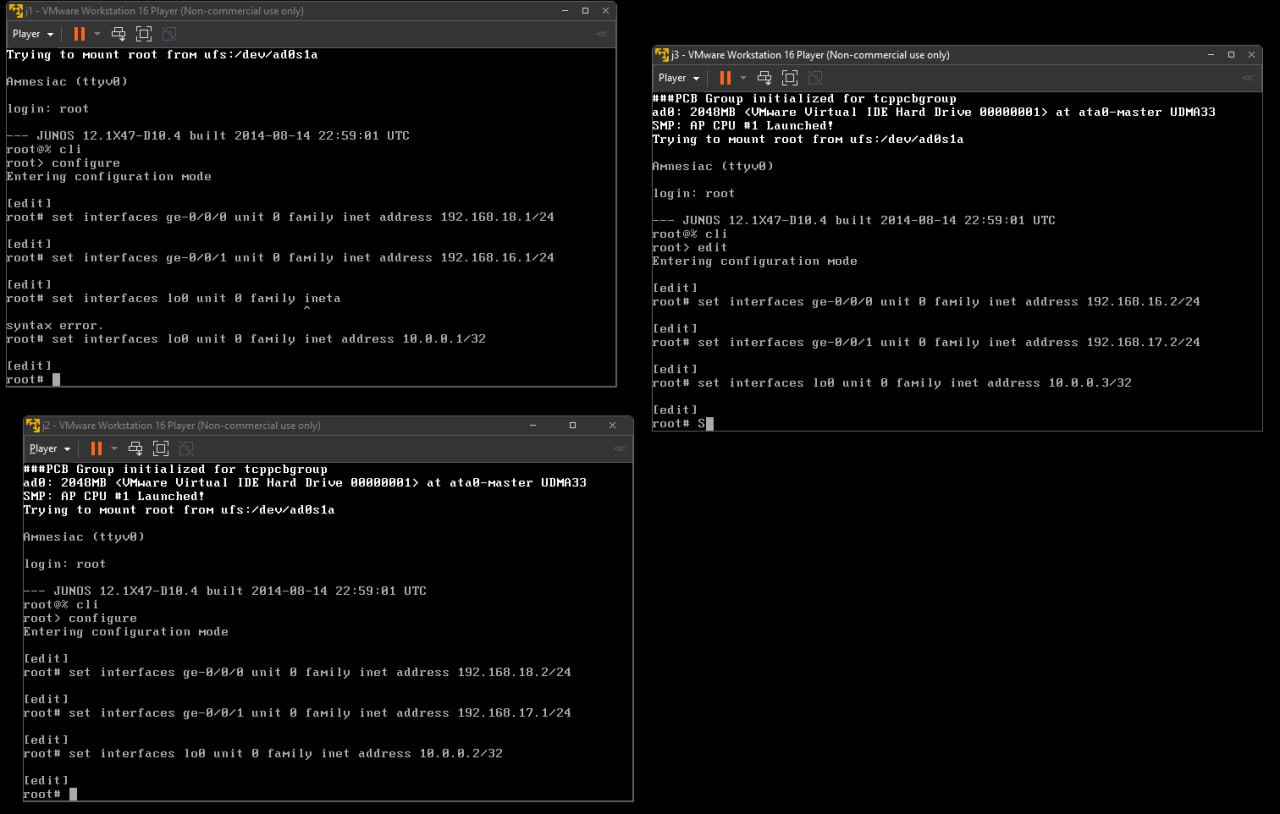 j1 - VMware Workstation 16 Player (Non-commercial use only)
Player
Trying to mount root from ufs:/dev/ad0s1a
Amnesiac (ttyv0)
login: root
--- JUNOS 12.1X47-D10.4 built 2014-08-14 22:59:01 UTC
root@% cli
root> configure
Entering configuration mode
[edit]
root# set interfaces ge-0/0/0 unit 0 family inet address 192.168.18.1/24
[edit]
root# set interfaces ge-0/0/1 unit 0 family inet address 192.168.16.1/24
[edit]
root# set interfaces lo0 unit 0 family ineta
^
syntax error.
root# set interfaces lo0 unit 0 family inet address 10.0.0.1/32
[edit]
root#
j3 - VMware Workstation 16 Player (Non-commercial use only)
Player
###PCB Group initialized for tcppcbgroup
ad0: 2048MB <VMware Virtual IDE Hard Drive 00000001> at ata0-master UDMA33
SMP: AP CPU #1 Launched!
Trying to mount root from ufs:/dev/ad0s1a
Amnesiac (ttyv0)
login: root
--- JUNOS 12.1X47-D10.4 built 2014-08-14 22:59:01 UTC
root@% cli
root> edit
Entering configuration mode
[edit]
root# set interfaces ge-0/0/0 unit 0 family inet address 192.168.16.2/24
[edit]
root# set interfaces ge-0/0/1 unit 0 family inet address 192.168.17.2/24
[edit]
root# set interfaces lo0 unit 0 family inet address 10.0.0.3/32
[edit]
root# S
j2 - VMware Workstation 16 Player (Non-commercial use only)
Player
###PCB Group initialized for tcppcbgroup
ad0: 2048MB <VMware Virtual IDE Hard Drive 00000001> at ata0-master UDMA33
SMP: AP CPU #1 Launched!
Trying to mount root from ufs:/dev/ad0s1a
Amnesiac (ttyv0)
login: root
--- JUNOS 12.1X47-D10.4 built 2014-08-14 22:59:01 UTC
root@% cli
root> configure
Entering configuration mode
[edit]
root# set interfaces ge-0/0/0 unit 0 family inet address 192.168.18.2/24
[edit]
root# set interfaces ge-0/0/1 unit 0 family inet address 192.168.17.1/24
[edit]
root# set interfaces lo0 unit 0 family inet address 10.0.0.2/32
[edit]
root#